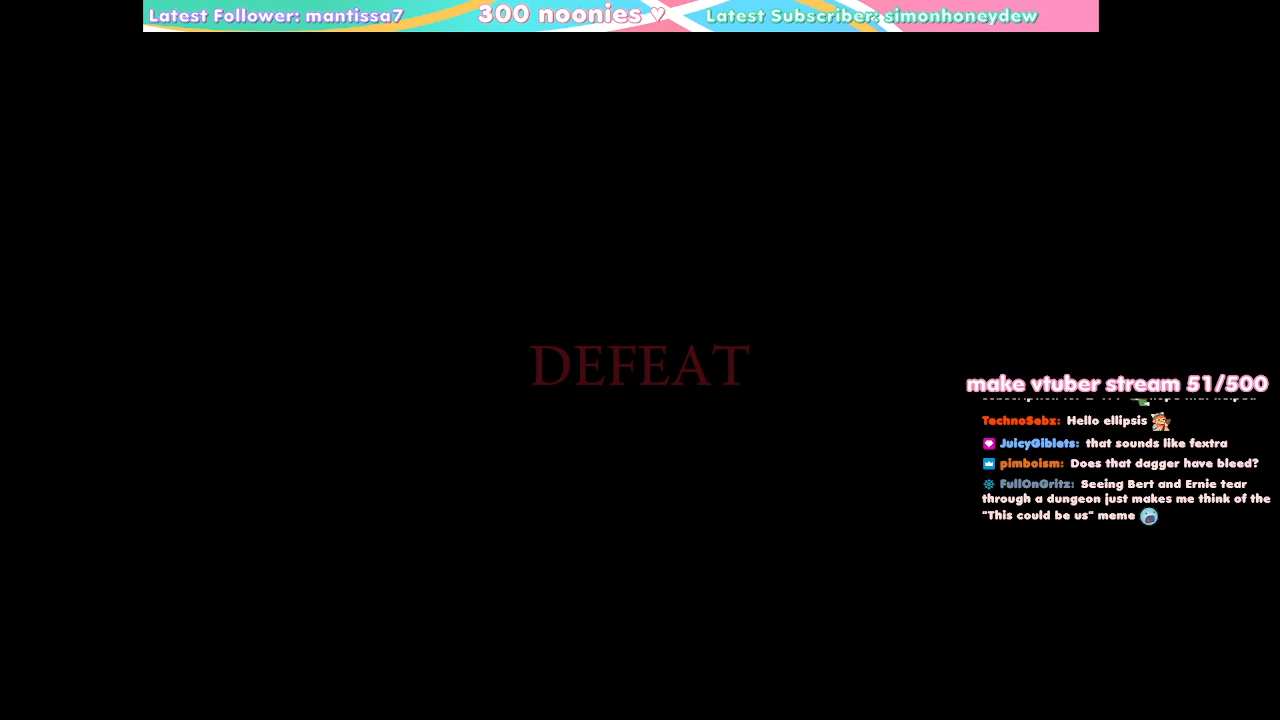 Latest Follower: mantissa7 300 noonies ♥ Latest Subscriber: simonhoneydew
DEFEAT
make vtuber stream 51/500
TechnoSebz: Hello ellipsis
JuicyGiblets: that sounds like fextra
pimboism: Does that dagger have bleed?
FullOnGritz: Seeing Bert and Ernie tear
through a dungeon just makes me think of the
"This could be us" meme